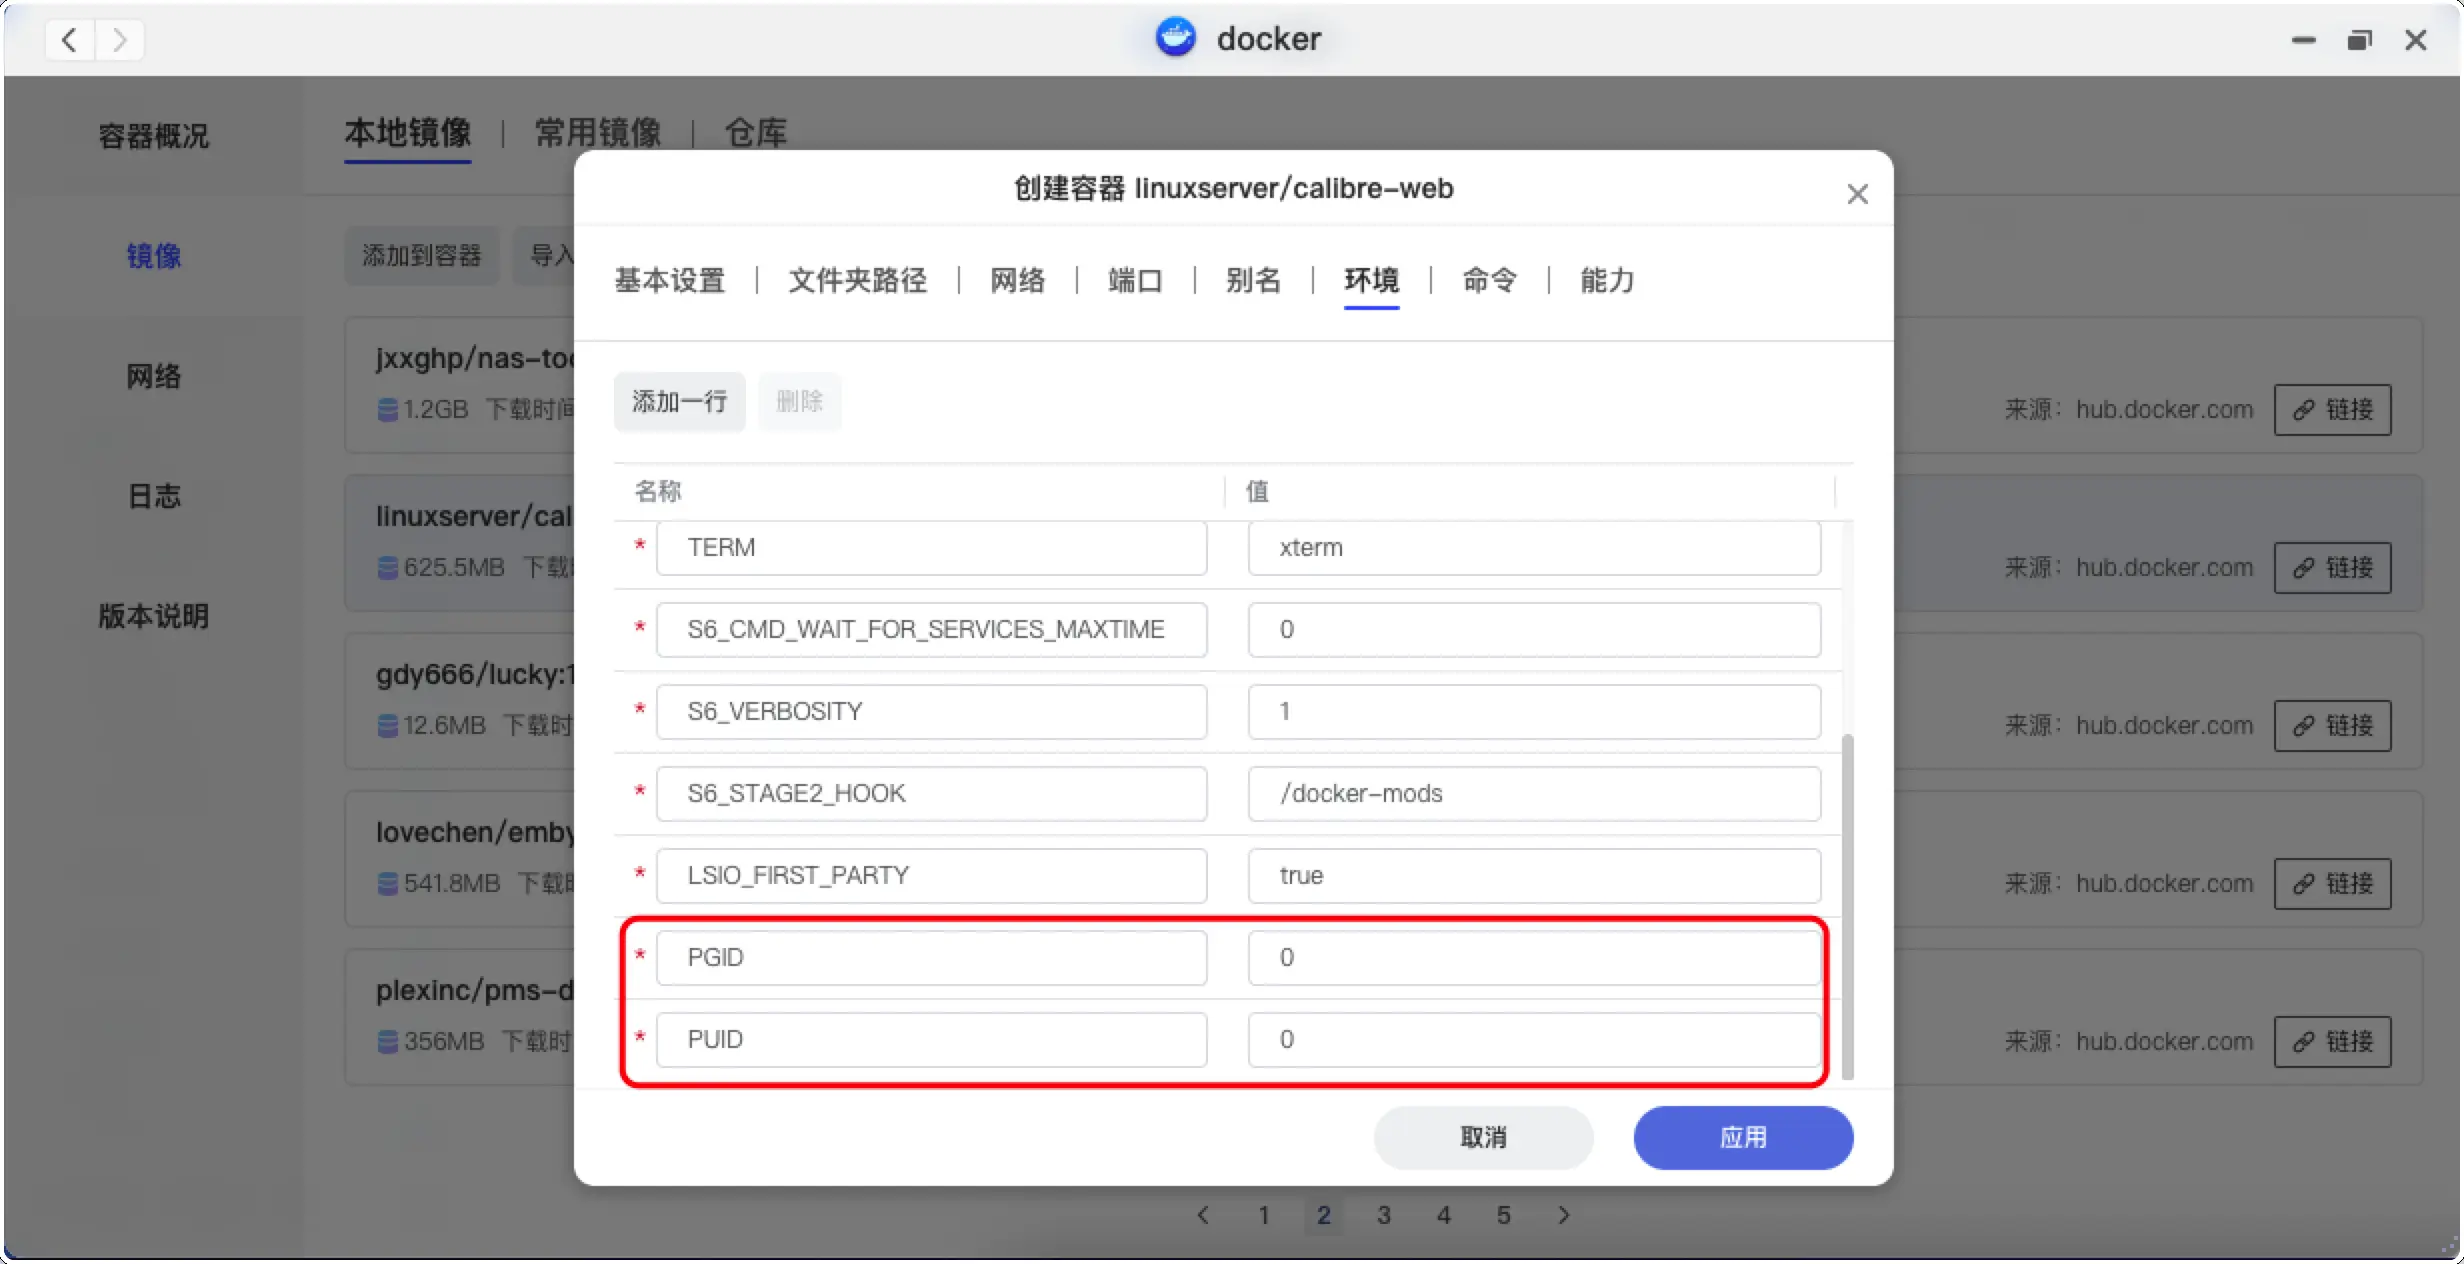 docker
容器概况
镜像
网络
日志
版本说明
本地镜像 | 常用镜像 | 仓库
添加到容器 导入
jxxghp/nas-too
1.2GB 下载时间
来源: hub.docker.com 链接
linuxserver/cal
625.5MB 下载
来源: hub.docker.com 链接
gdy666/lucky:1
12.6MB 下载时
来源: hub.docker.com 链接
lovechen/emby
541.8MB 下载
来源: hub.docker.com 链接
plexinc/pms-d
356MB 下载时
来源: hub.docker.com 链接
创建容器 linuxserver/calibre-web
基本设置 | 文件夹路径 | 网络 | 端口 | 别名 | 环境 | 命令 | 能力
添加一行 删除
名称 值
* TERM xterm
* S6_CMD_WAIT_FOR_SERVICES_MAXTIME 0
* S6_VERBOSITY 1
* S6_STAGE2_HOOK /docker-mods
* LSIO_FIRST_PARTY true
* PGID 0
* PUID 0
取消 应用
1 2 3 4 5